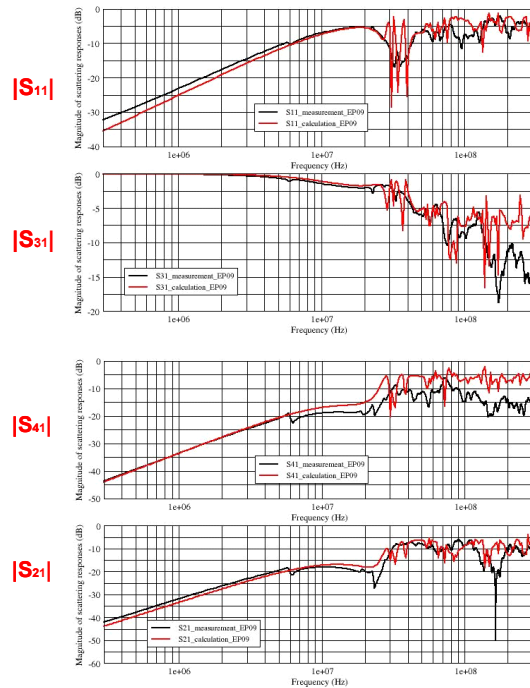 0
-10
-20
-30
-40
Magnitude of scattering responses (dB)
|S11|
S11_measurement_EP09
S11_calculation_EP09
1e+06
1e+07
1e+08
Frequency (Hz)
0
-5
-10
-15
-20
Magnitude of scattering responses (dB)
|S31|
S31_measurement_EP09
S31_calculation_EP09
1e+06
1e+07
1e+08
Frequency (Hz)
0
-10
-20
-30
-40
-50
Magnitude of scattering responses (dB)
|S41|
S41_measurement_EP09
S41_calculation_EP09
1e+06
1e+07
1e+08
Frequency (Hz)
0
-10
-20
-30
-40
-50
-60
Magnitude of scattering responses (dB)
|S21|
S21_measurement_EP09
S21_calculation_EP09
1e+06
1e+07
1e+08
Frequency (Hz)